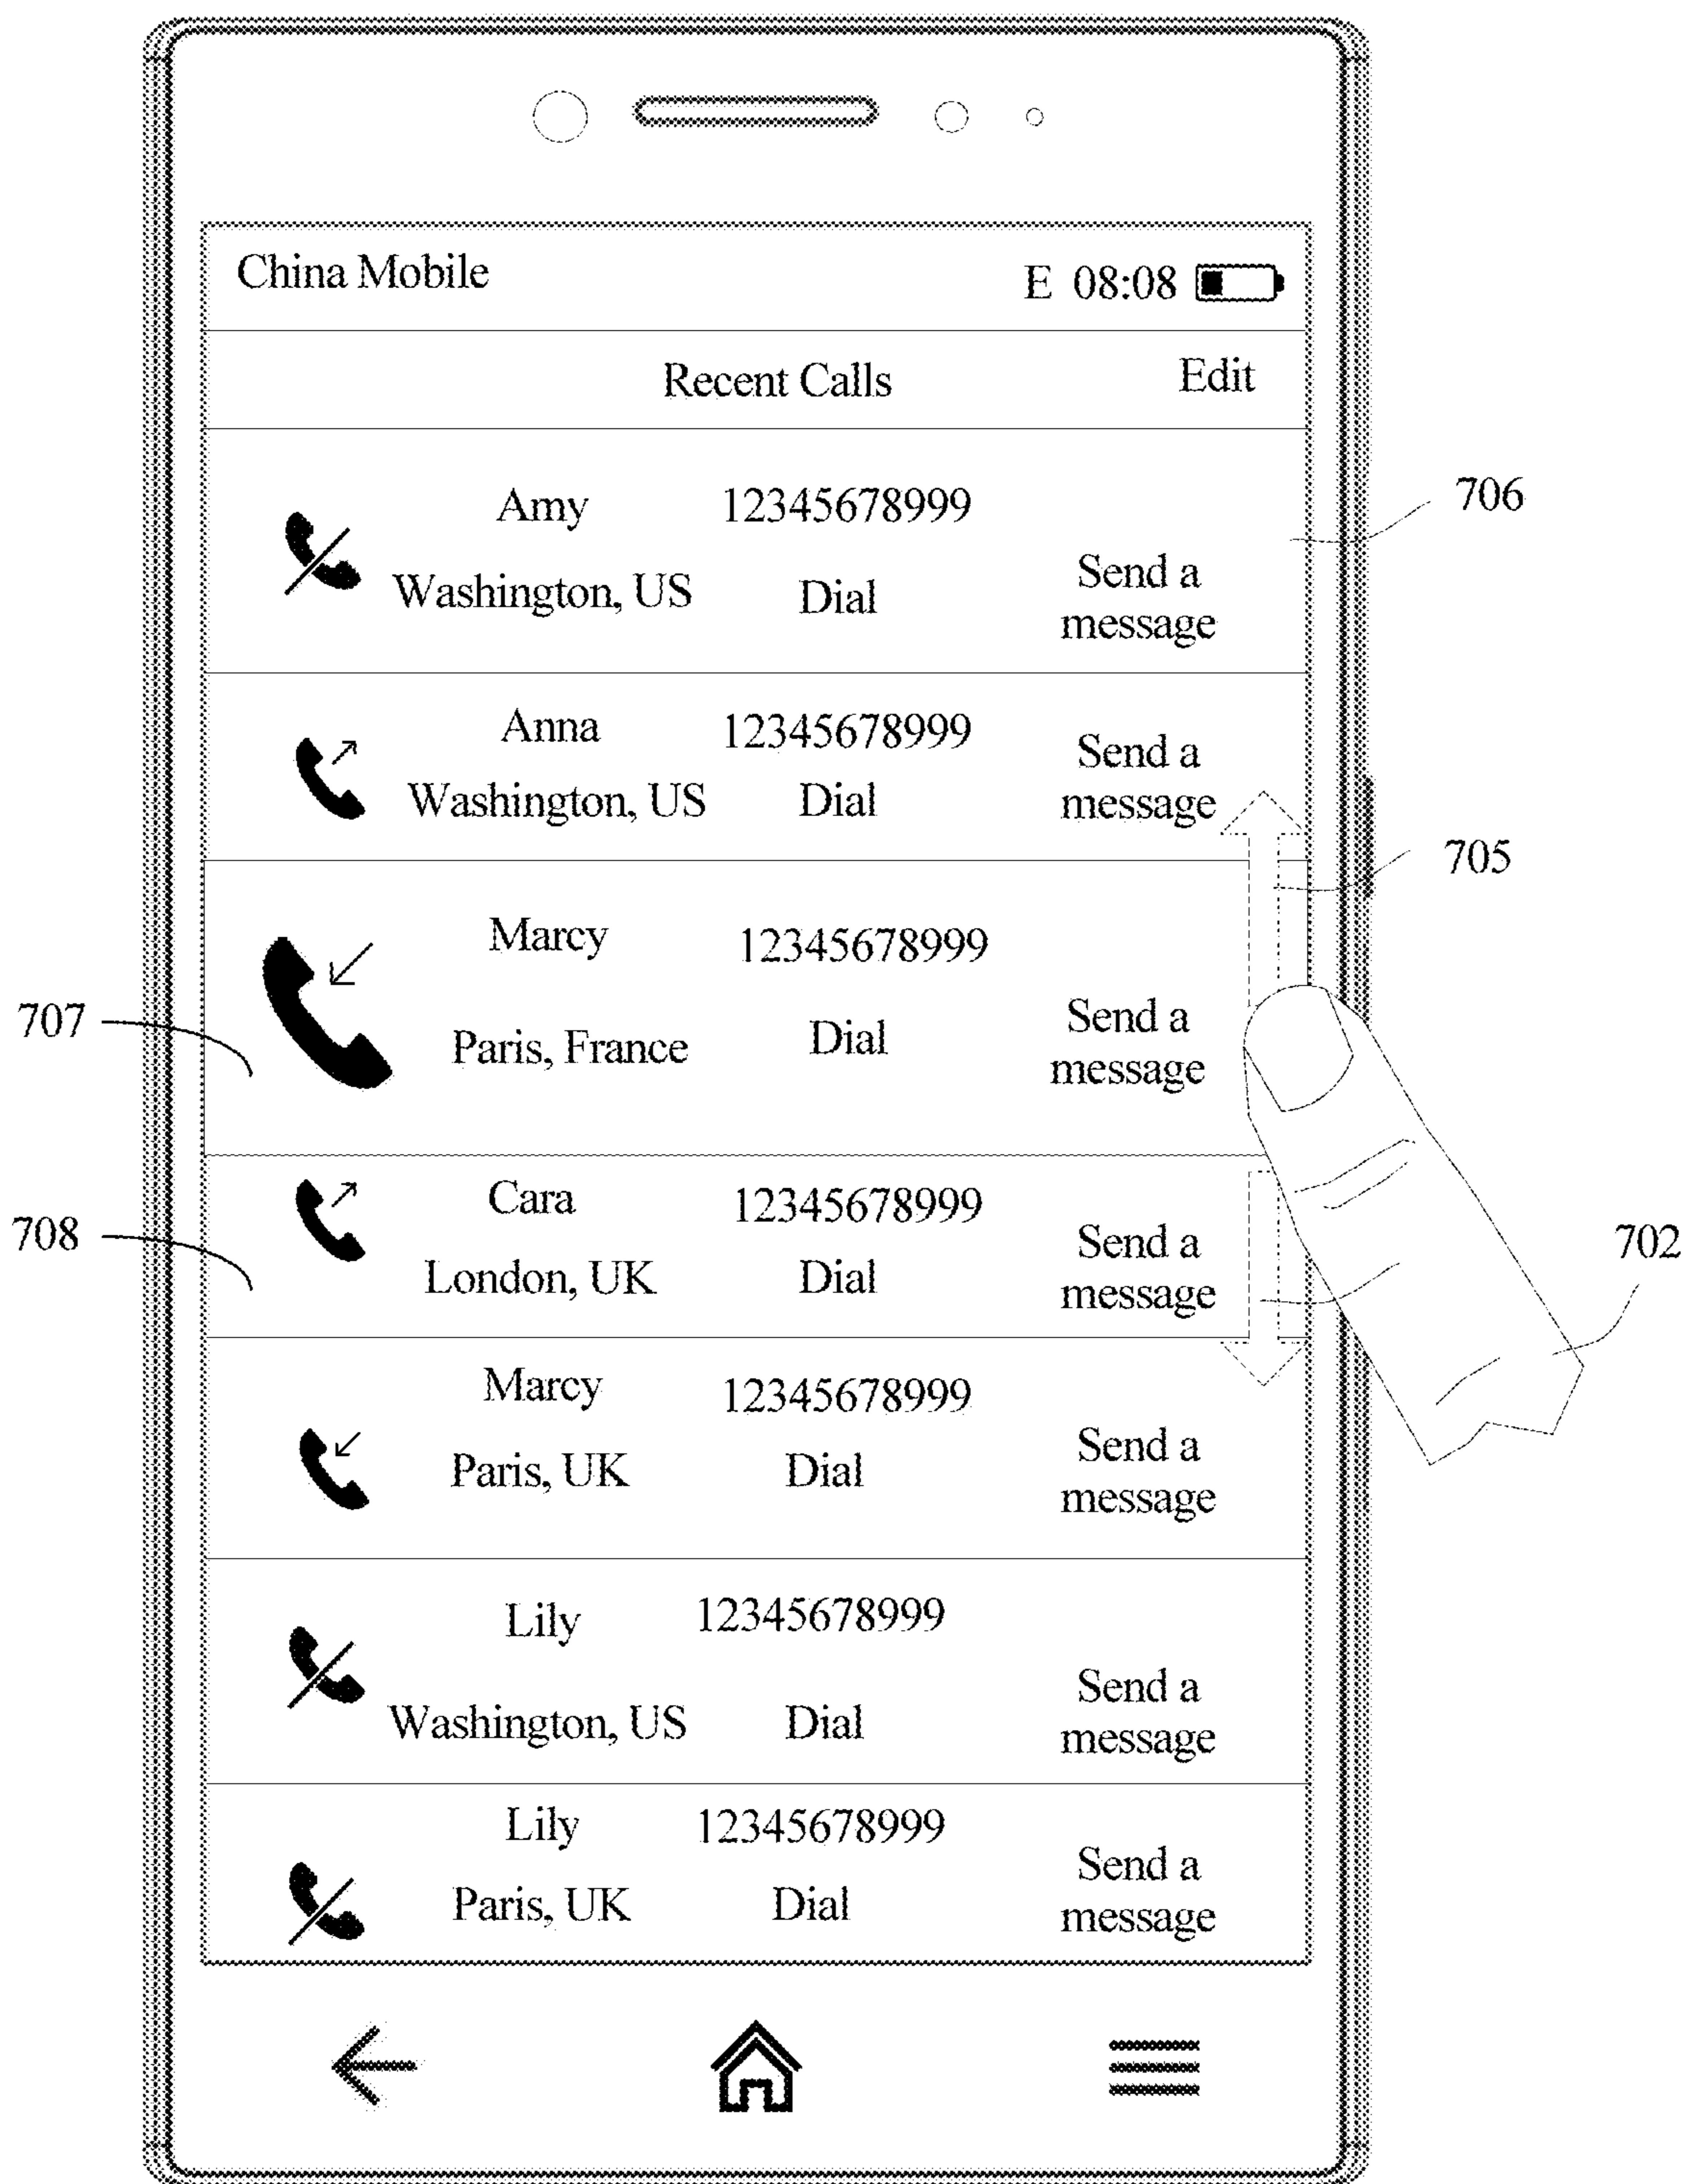 China Mobile
E 08:08
Recent Calls
Edit
Amy
12345678999
Washington, US
Dial
Send a
message
706
Anna
12345678999
Washington, US
Dial
Send a
message
705
Marcy
12345678999
Paris, France
Dial
Send a
message
707
Cara
12345678999
London, UK
Dial
Send a
message
708
702
Marcy
12345678999
Paris, UK
Dial
Send a
message
Lily
12345678999
Washington, US
Dial
Send a
message
Lily
12345678999
Paris, UK
Dial
Send a
message